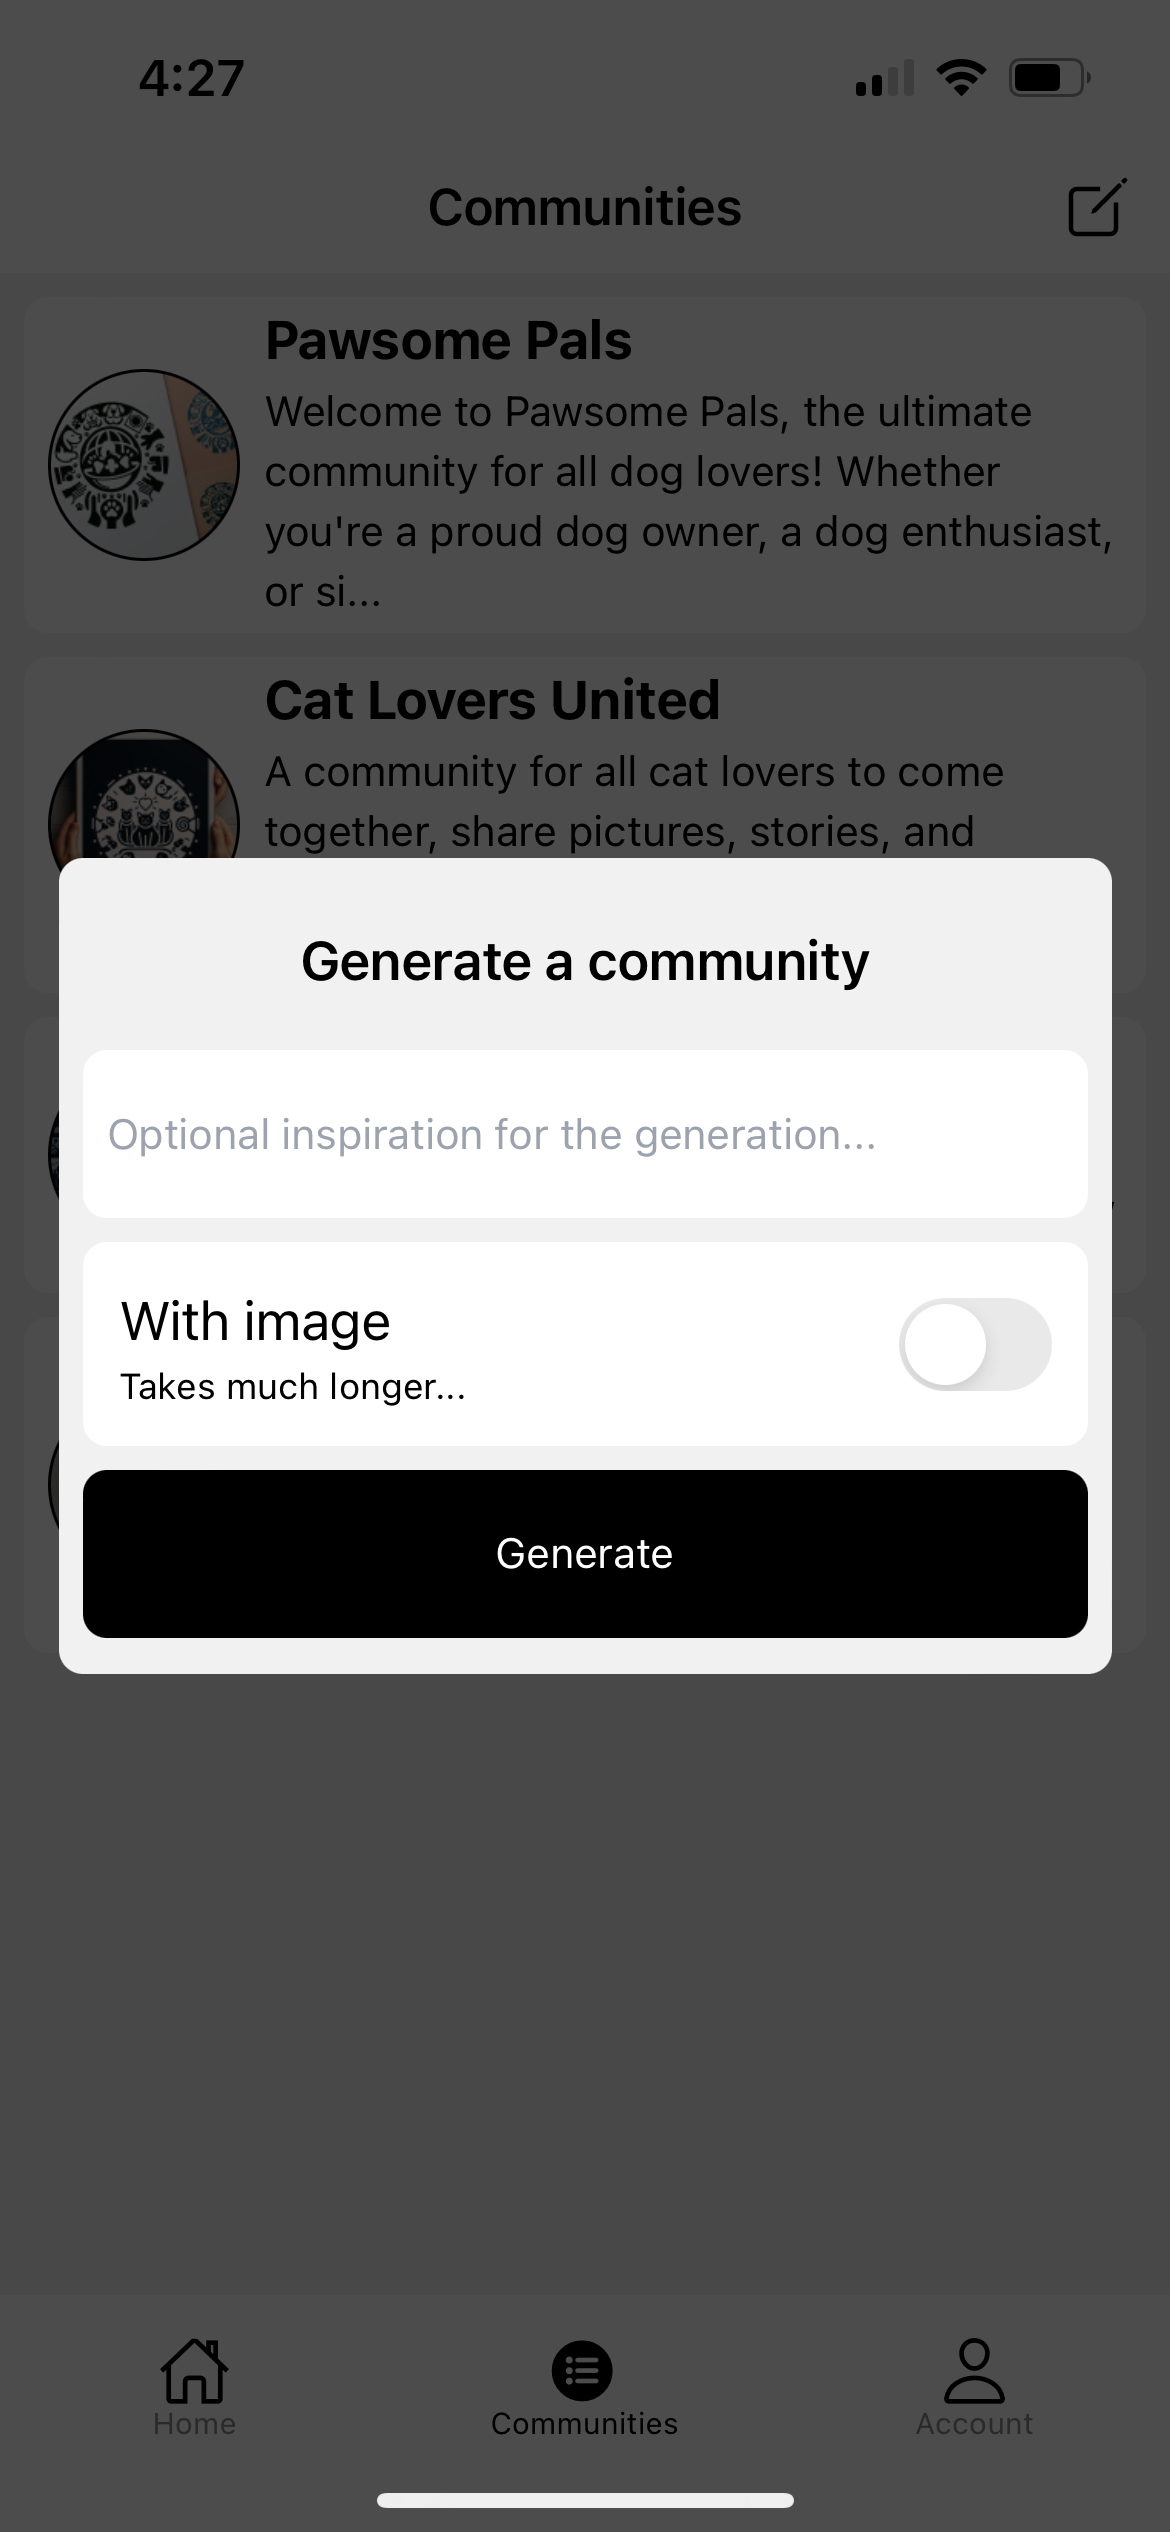 4:27
Communities
Pawsome Pals
Welcome to Pawsome Pals, the ultimate
community for all dog lovers! Whether
you're a proud dog owner, a dog enthusiast,
or si...
Cat Lovers United
A community for all cat lovers to come
together, share pictures, stories, and
Generate a community
Optional inspiration for the generation...
With image
Takes much longer...
Generate
Home
Communities
Account